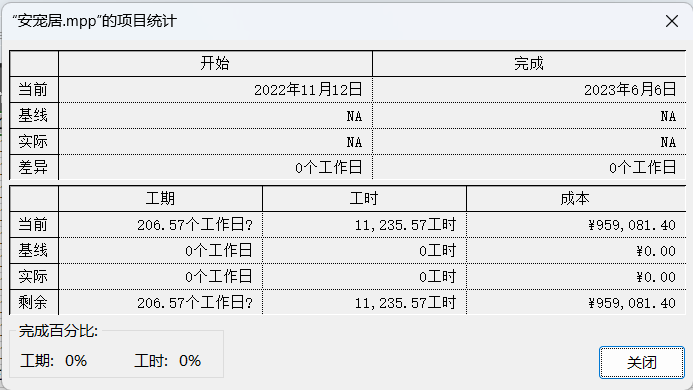 “安宠居.mpp”的项目统计
开始 完成
当前 2022年11月12日 2023年6月6日
基线 NA NA
实际 NA NA
差异 0个工作日 0个工作日
工期 工时 成本
当前 206.57个工作日? 11,235.57工时 ¥959,081.40
基线 0个工作日 0工时 ¥0.00
实际 0个工作日 0工时 ¥0.00
剩余 206.57个工作日? 11,235.57工时 ¥959,081.40
完成百分比:
工期: 0% 工时: 0%
关闭